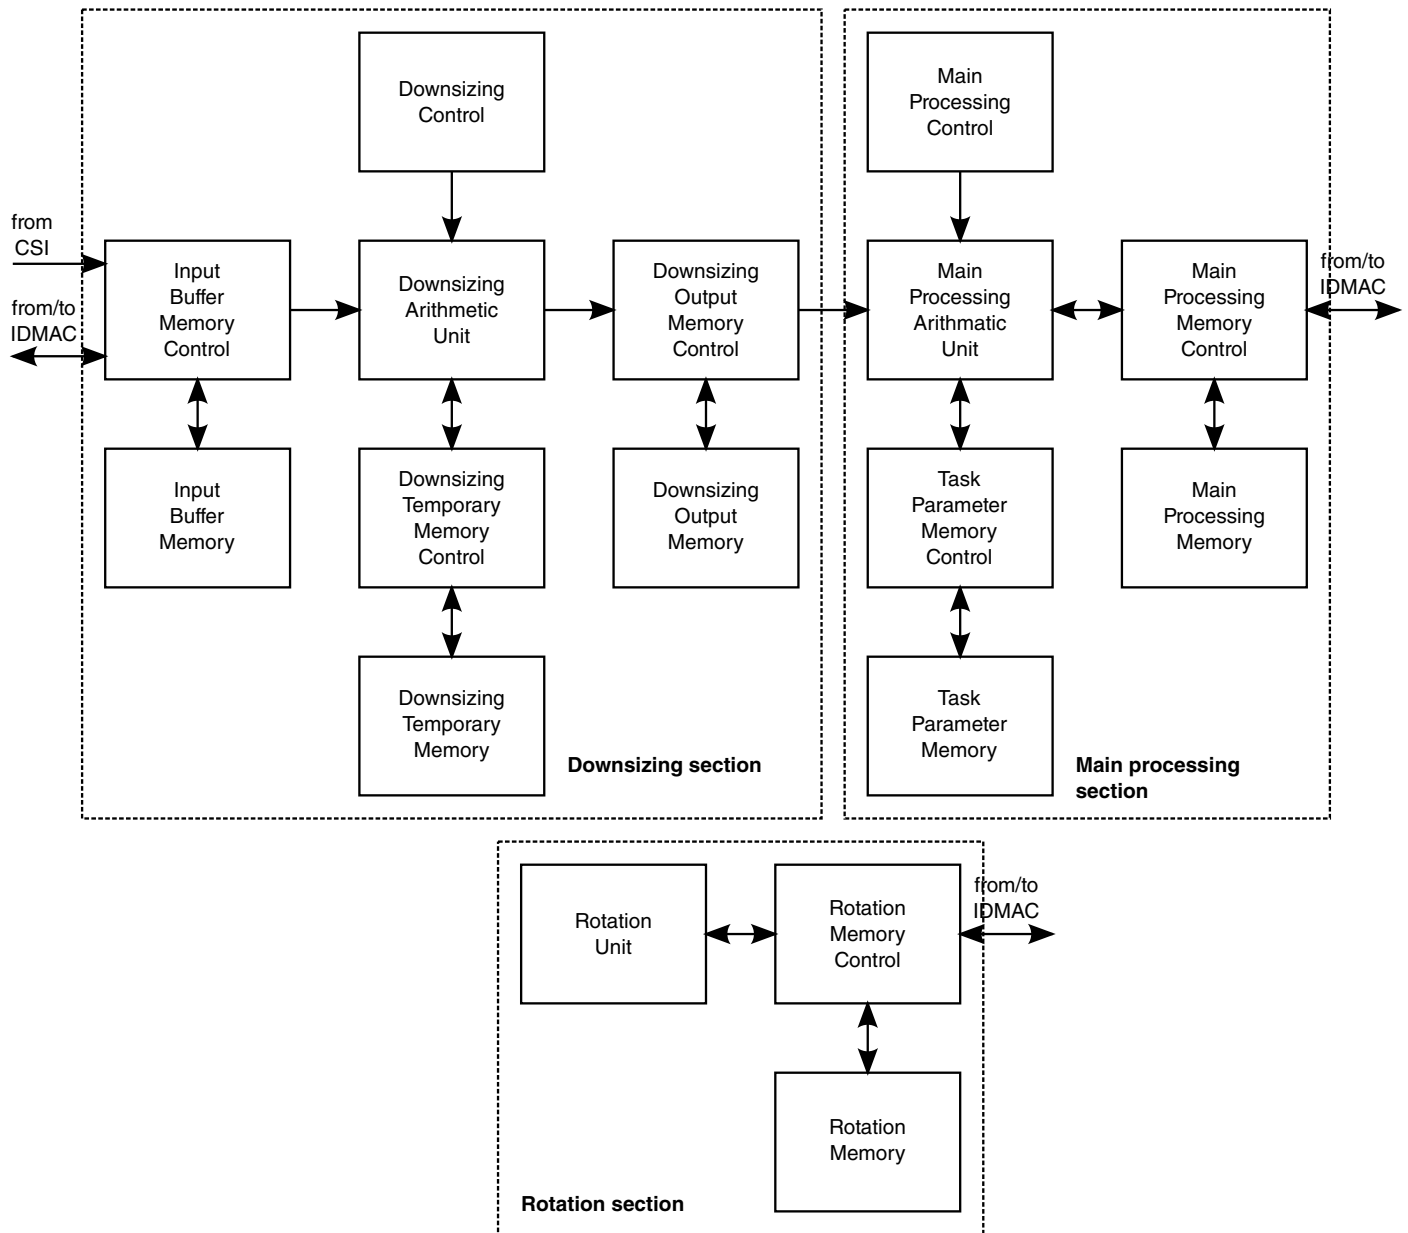 Downsizing
Control
Main
Processing
Control
from
CSI
from/to
IDMAC
Input
Buffer
Memory
Control
Downsizing
Arithmetic
Unit
Downsizing
Output
Memory
Control
Main
Processing
Arithmatic
Unit
Main
Processing
Memory
Control
from/to
IDMAC
Input
Buffer
Memory
Downsizing
Temporary
Memory
Control
Downsizing
Output
Memory
Task
Parameter
Memory
Control
Main
Processing
Memory
Downsizing
Temporary
Memory
Downsizing section
Task
Parameter
Memory
Main processing
section
Rotation
Unit
Rotation
Memory
Control
from/to
IDMAC
Rotation
Memory
Rotation section